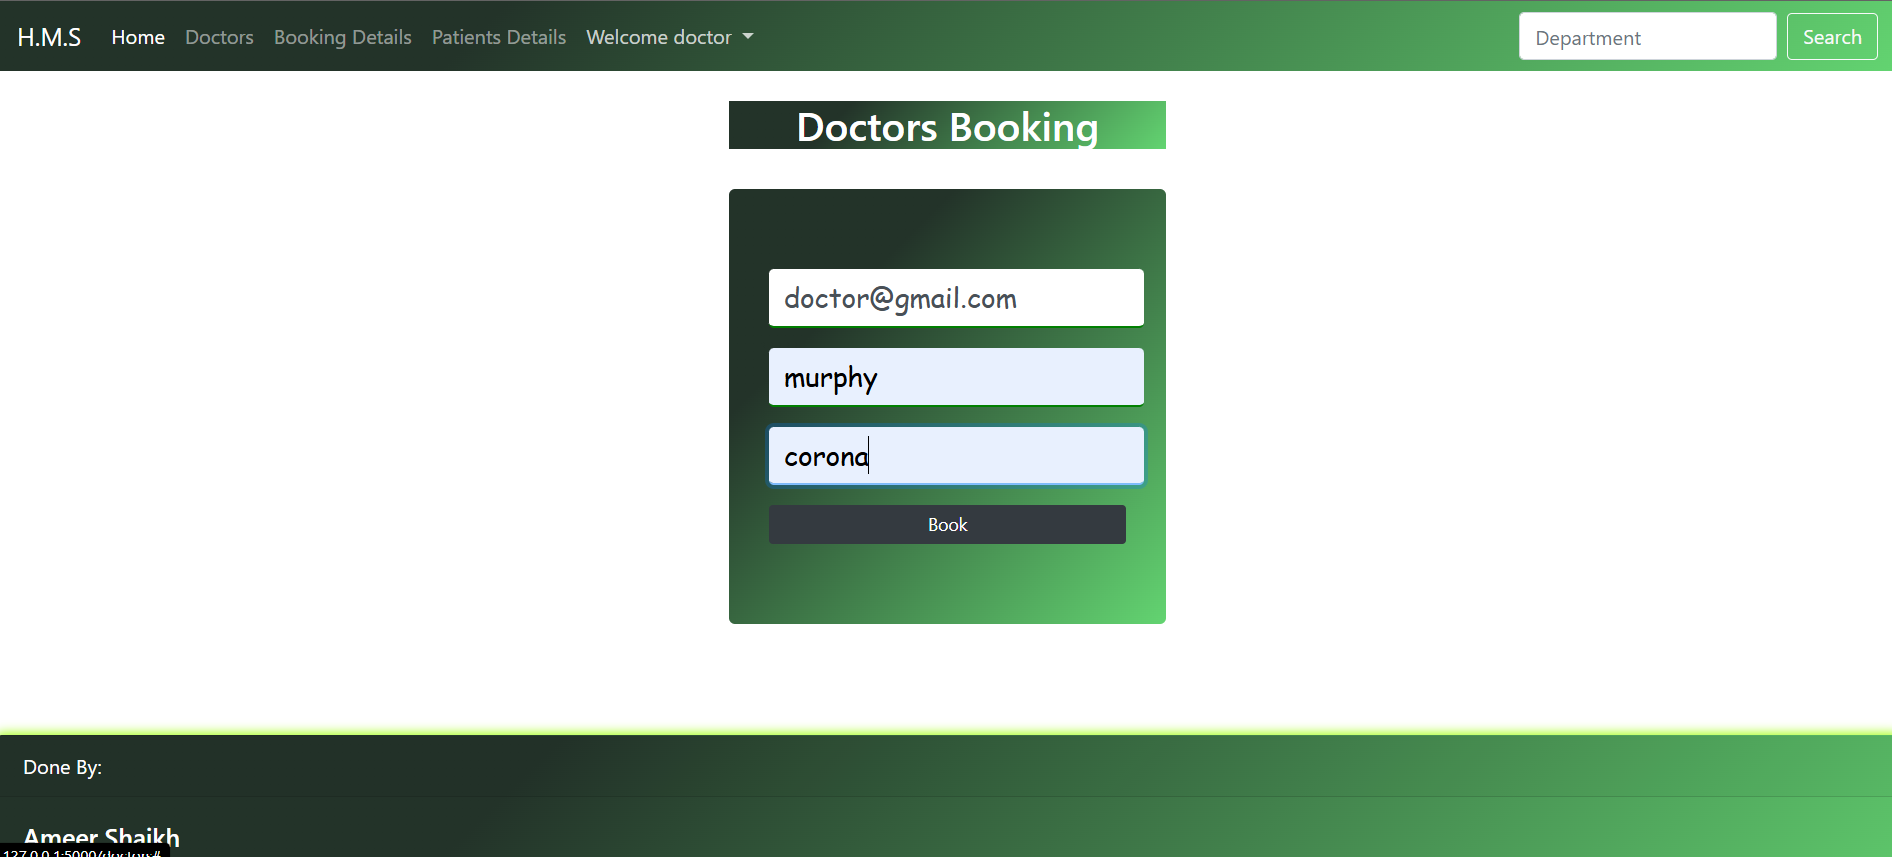 H.M.S Home Doctors Booking Details Patients Details Welcome doctor Department Search
Doctors Booking
doctor@gmail.com
murphy
corona
Book
Done By:
Ameer Shaikh
127.0.0.1:5000/doctors#